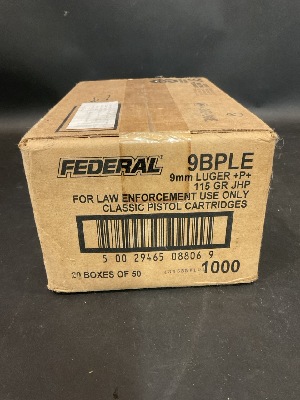 FEDERAL 9BPLE
9mm LUGER +P+
115 GR JHP
FOR LAW ENFORCEMENT USE ONLY
CLASSIC PISTOL CARTRIDGES
5 00 29465 08806 9
20 BOXES OF 50
1000